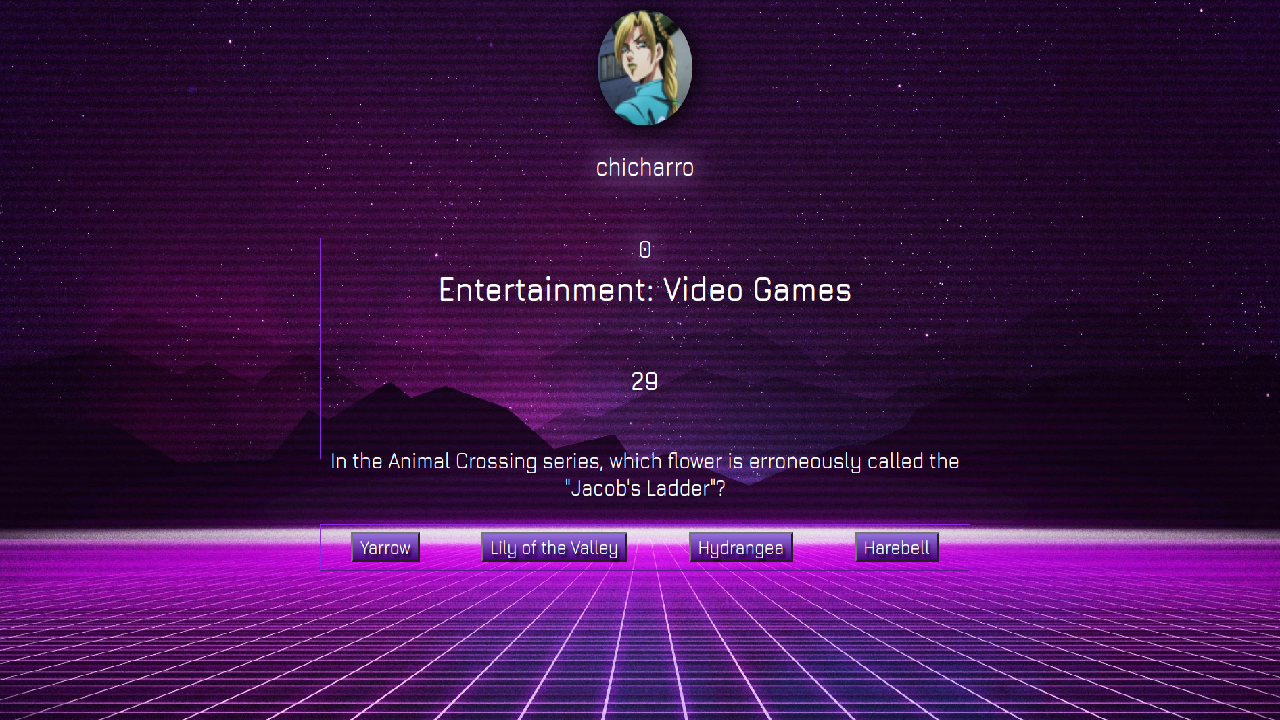 chicharro
0
Entertainment: Video Games
29
In the Animal Crossing series, which flower is erroneously called the
"Jacob's Ladder"?
Yarrow Lily of the Valley Hydrangea Harebell